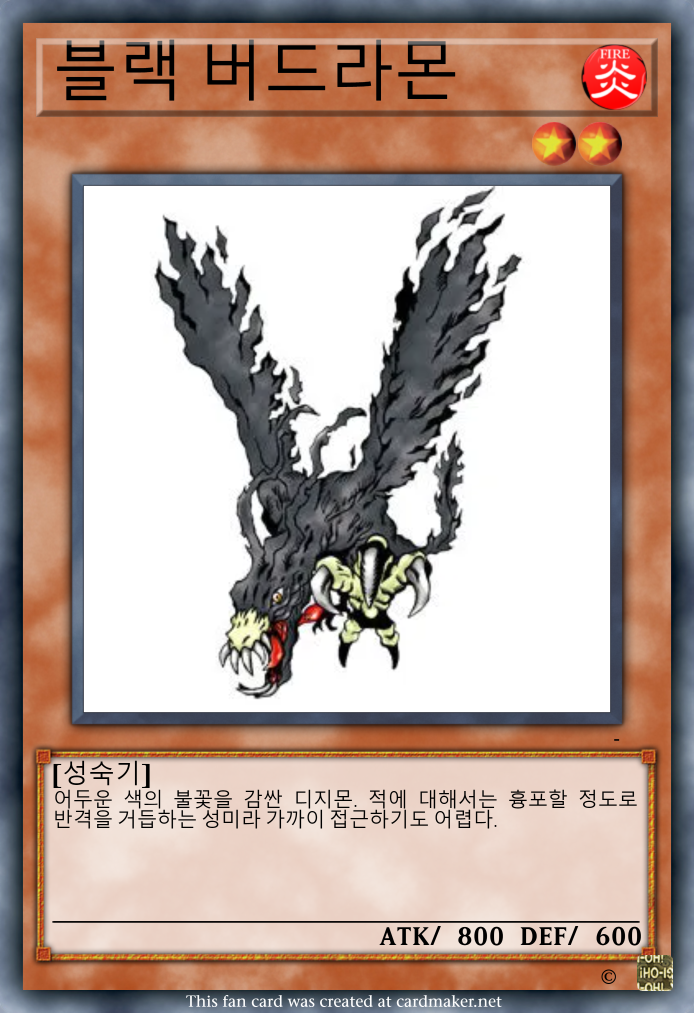 블랙 버드라몬
FIRE
炎
-
[성숙기]
어두운 색의 불꽃을 감싼 디지몬. 적에 대해서는 흉포할 정도로
반격을 거듭하는 성미라 가까이 접근하기도 어렵다.
ATK/ 800 DEF/ 600
©
This fan card was created at cardmaker.net